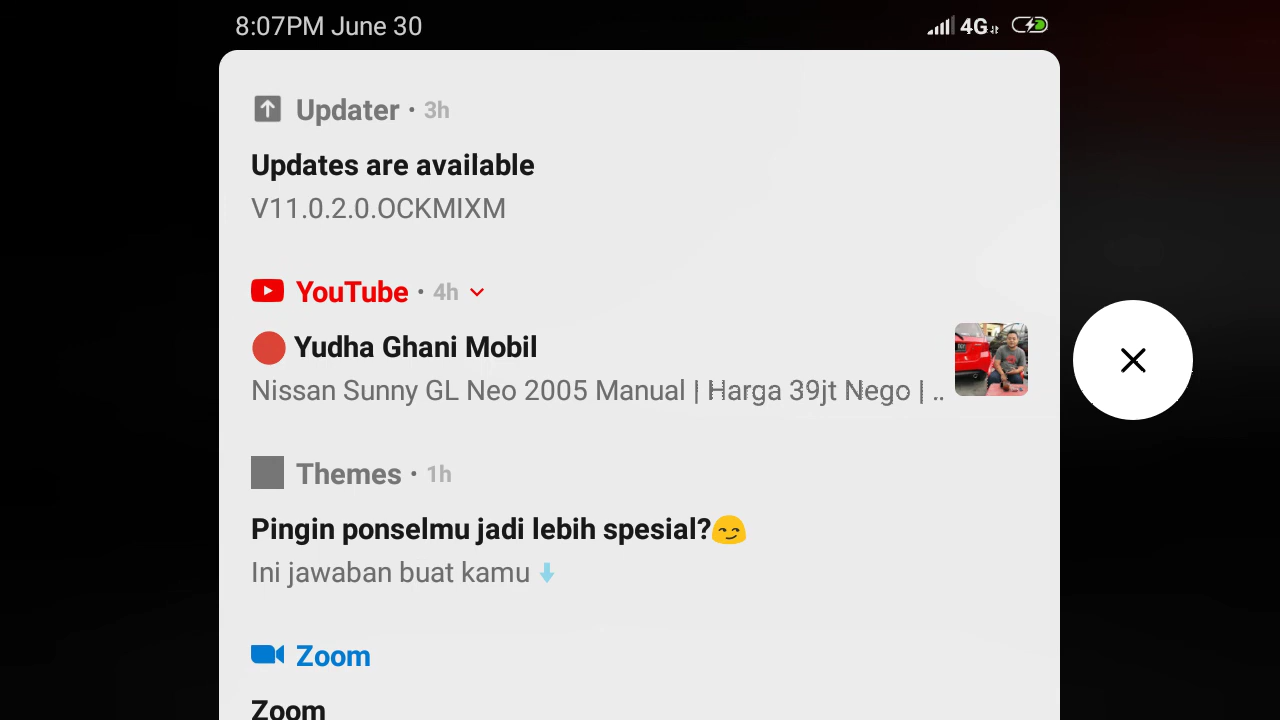 8:07PM June 30
4G
Updater • 3h
Updates are available
V11.0.2.0.OCKMIXM
YouTube • 4h
Yudha Ghani Mobil
Nissan Sunny GL Neo 2005 Manual | Harga 39jt Nego | ..
Themes • 1h
Pingin ponselmu jadi lebih spesial?😏
Ini jawaban buat kamu ⬇
Zoom
Zoom